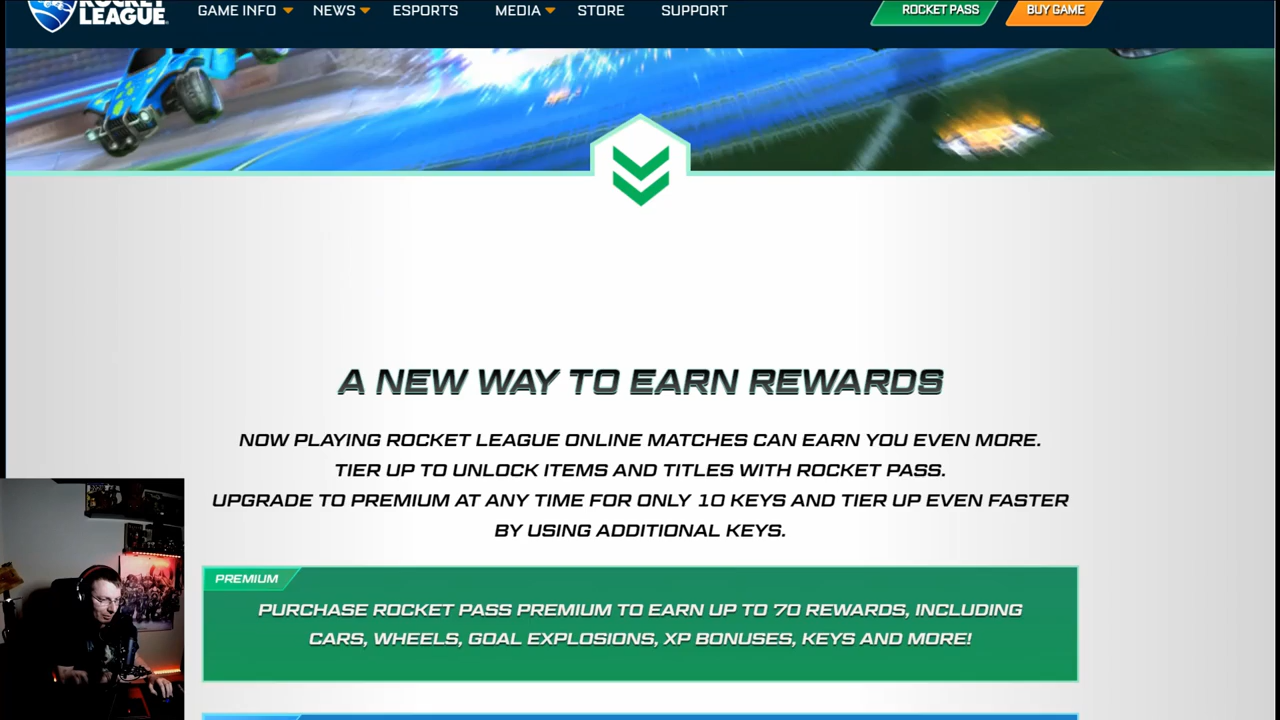 ROCKET
LEAGUE
GAME INFO NEWS ESPORTS MEDIA STORE SUPPORT ROCKET PASS BUY GAME
A NEW WAY TO EARN REWARDS
NOW PLAYING ROCKET LEAGUE ONLINE MATCHES CAN EARN YOU EVEN MORE.
TIER UP TO UNLOCK ITEMS AND TITLES WITH ROCKET PASS.
UPGRADE TO PREMIUM AT ANY TIME FOR ONLY 10 KEYS AND TIER UP EVEN FASTER
BY USING ADDITIONAL KEYS.
PREMIUM
PURCHASE ROCKET PASS PREMIUM TO EARN UP TO 70 REWARDS, INCLUDING
CARS, WHEELS, GOAL EXPLOSIONS, XP BONUSES, KEYS AND MORE!